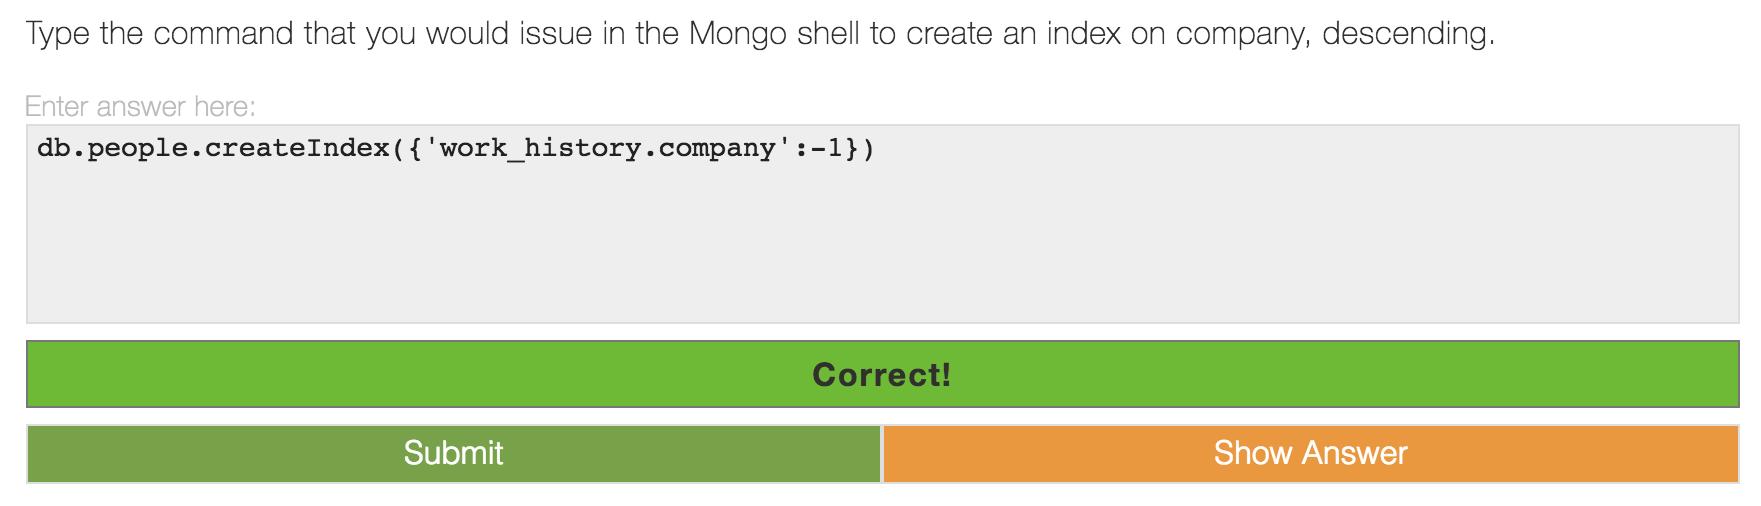 Type the command that you would issue in the Mongo shell to create an index on company, descending.
Enter answer here:
db.people.createIndex({'work_history.company':-1})
Correct!
Submit
Show Answer